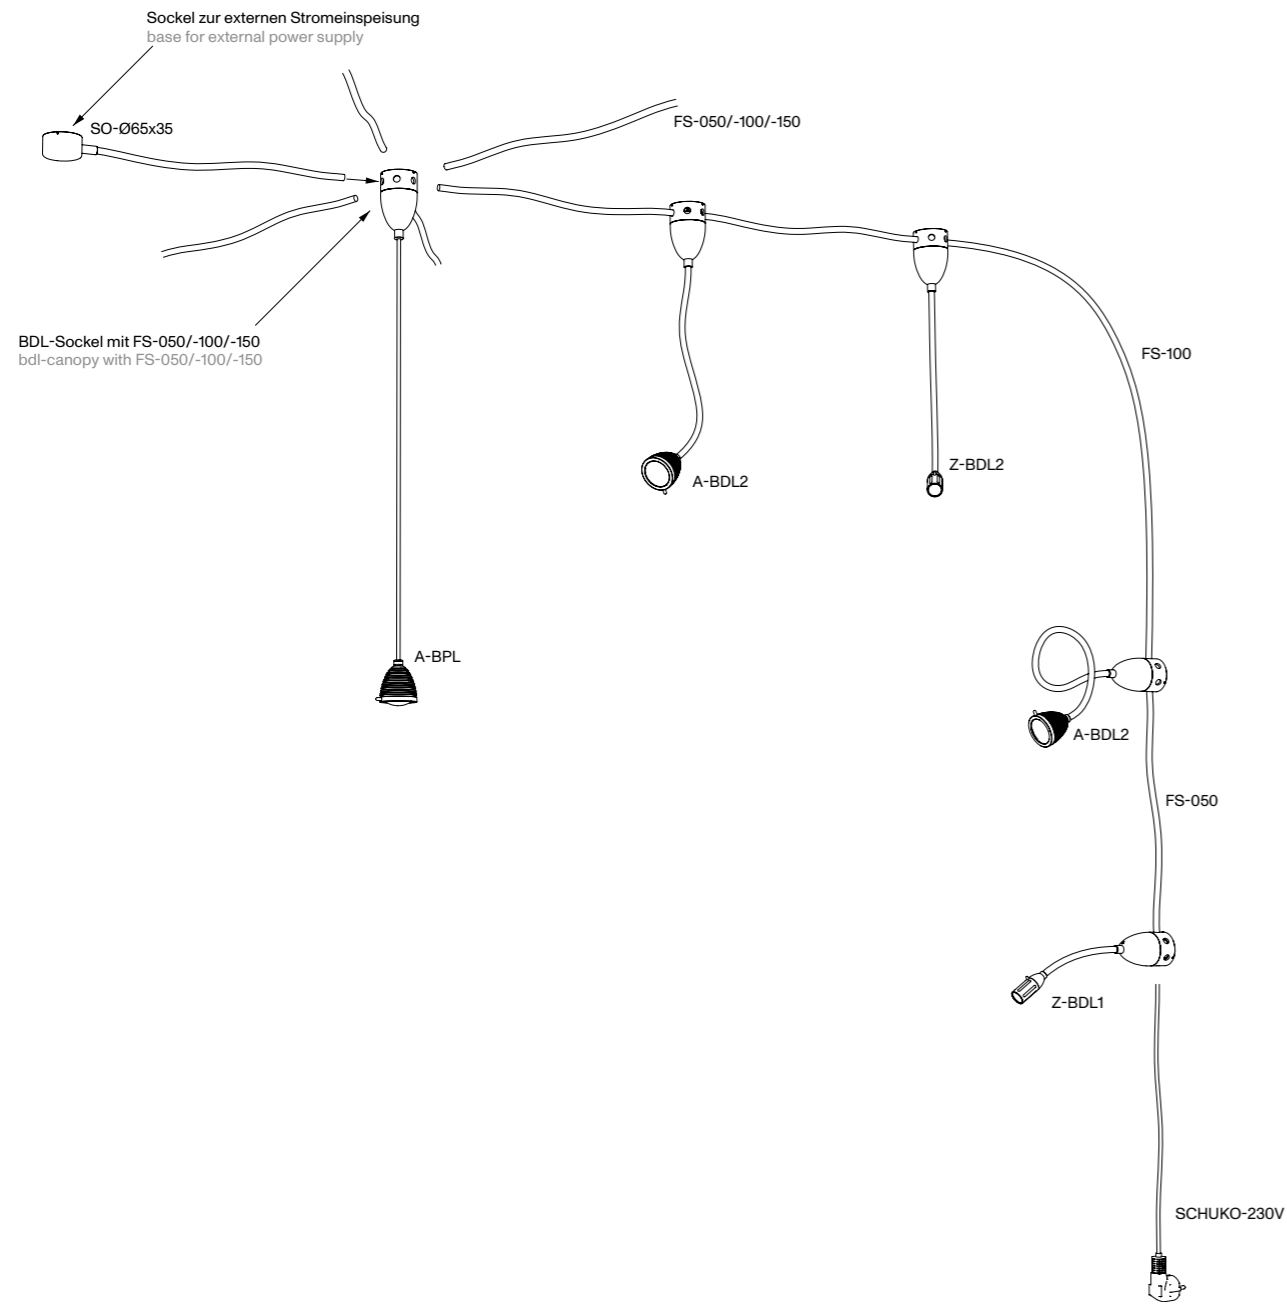 Sockel zur externen Stromeinspeisung
base for external power supply
SO-Ø65x35
FS-050/-100/-150
BDL-Sockel mit FS-050/-100/-150
bdl-canopy with FS-050/-100/-150
FS-100
Z-BDL2
A-BDL2
A-BPL
A-BDL2
FS-050
Z-BDL1
SCHUKO-230V